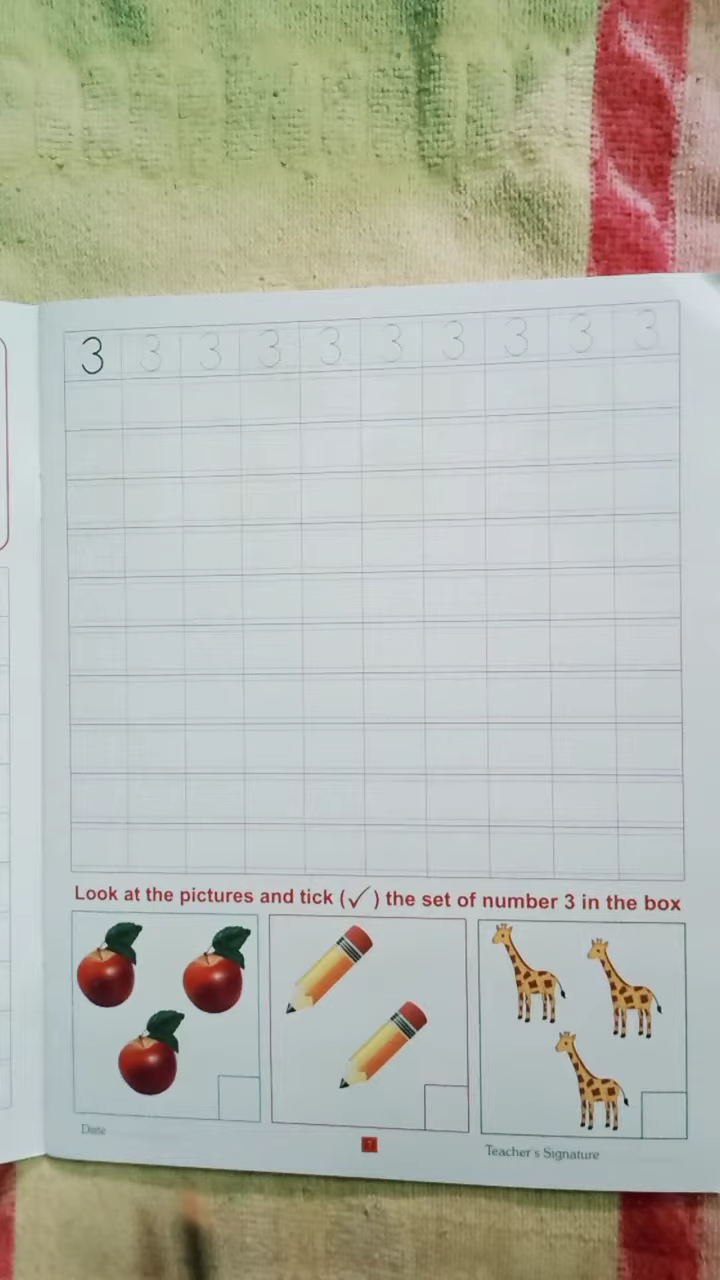 3 3 3 3 3 3 3 3 3 3
Look at the pictures and tick (✓) the set of number 3 in the box
Date
7
Teacher's Signature